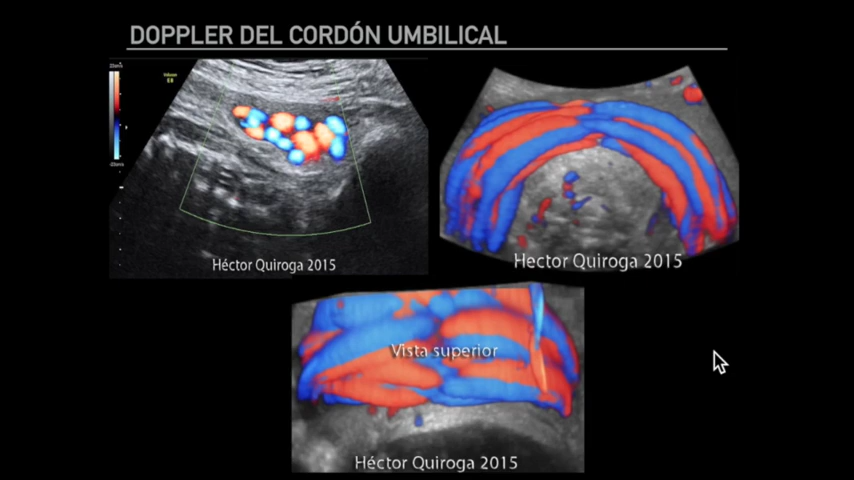 DOPPLER DEL CORDÓN UMBILICAL
Héctor Quiroga 2015
Hector Quiroga 2015
Vista superior
Héctor Quiroga 2015